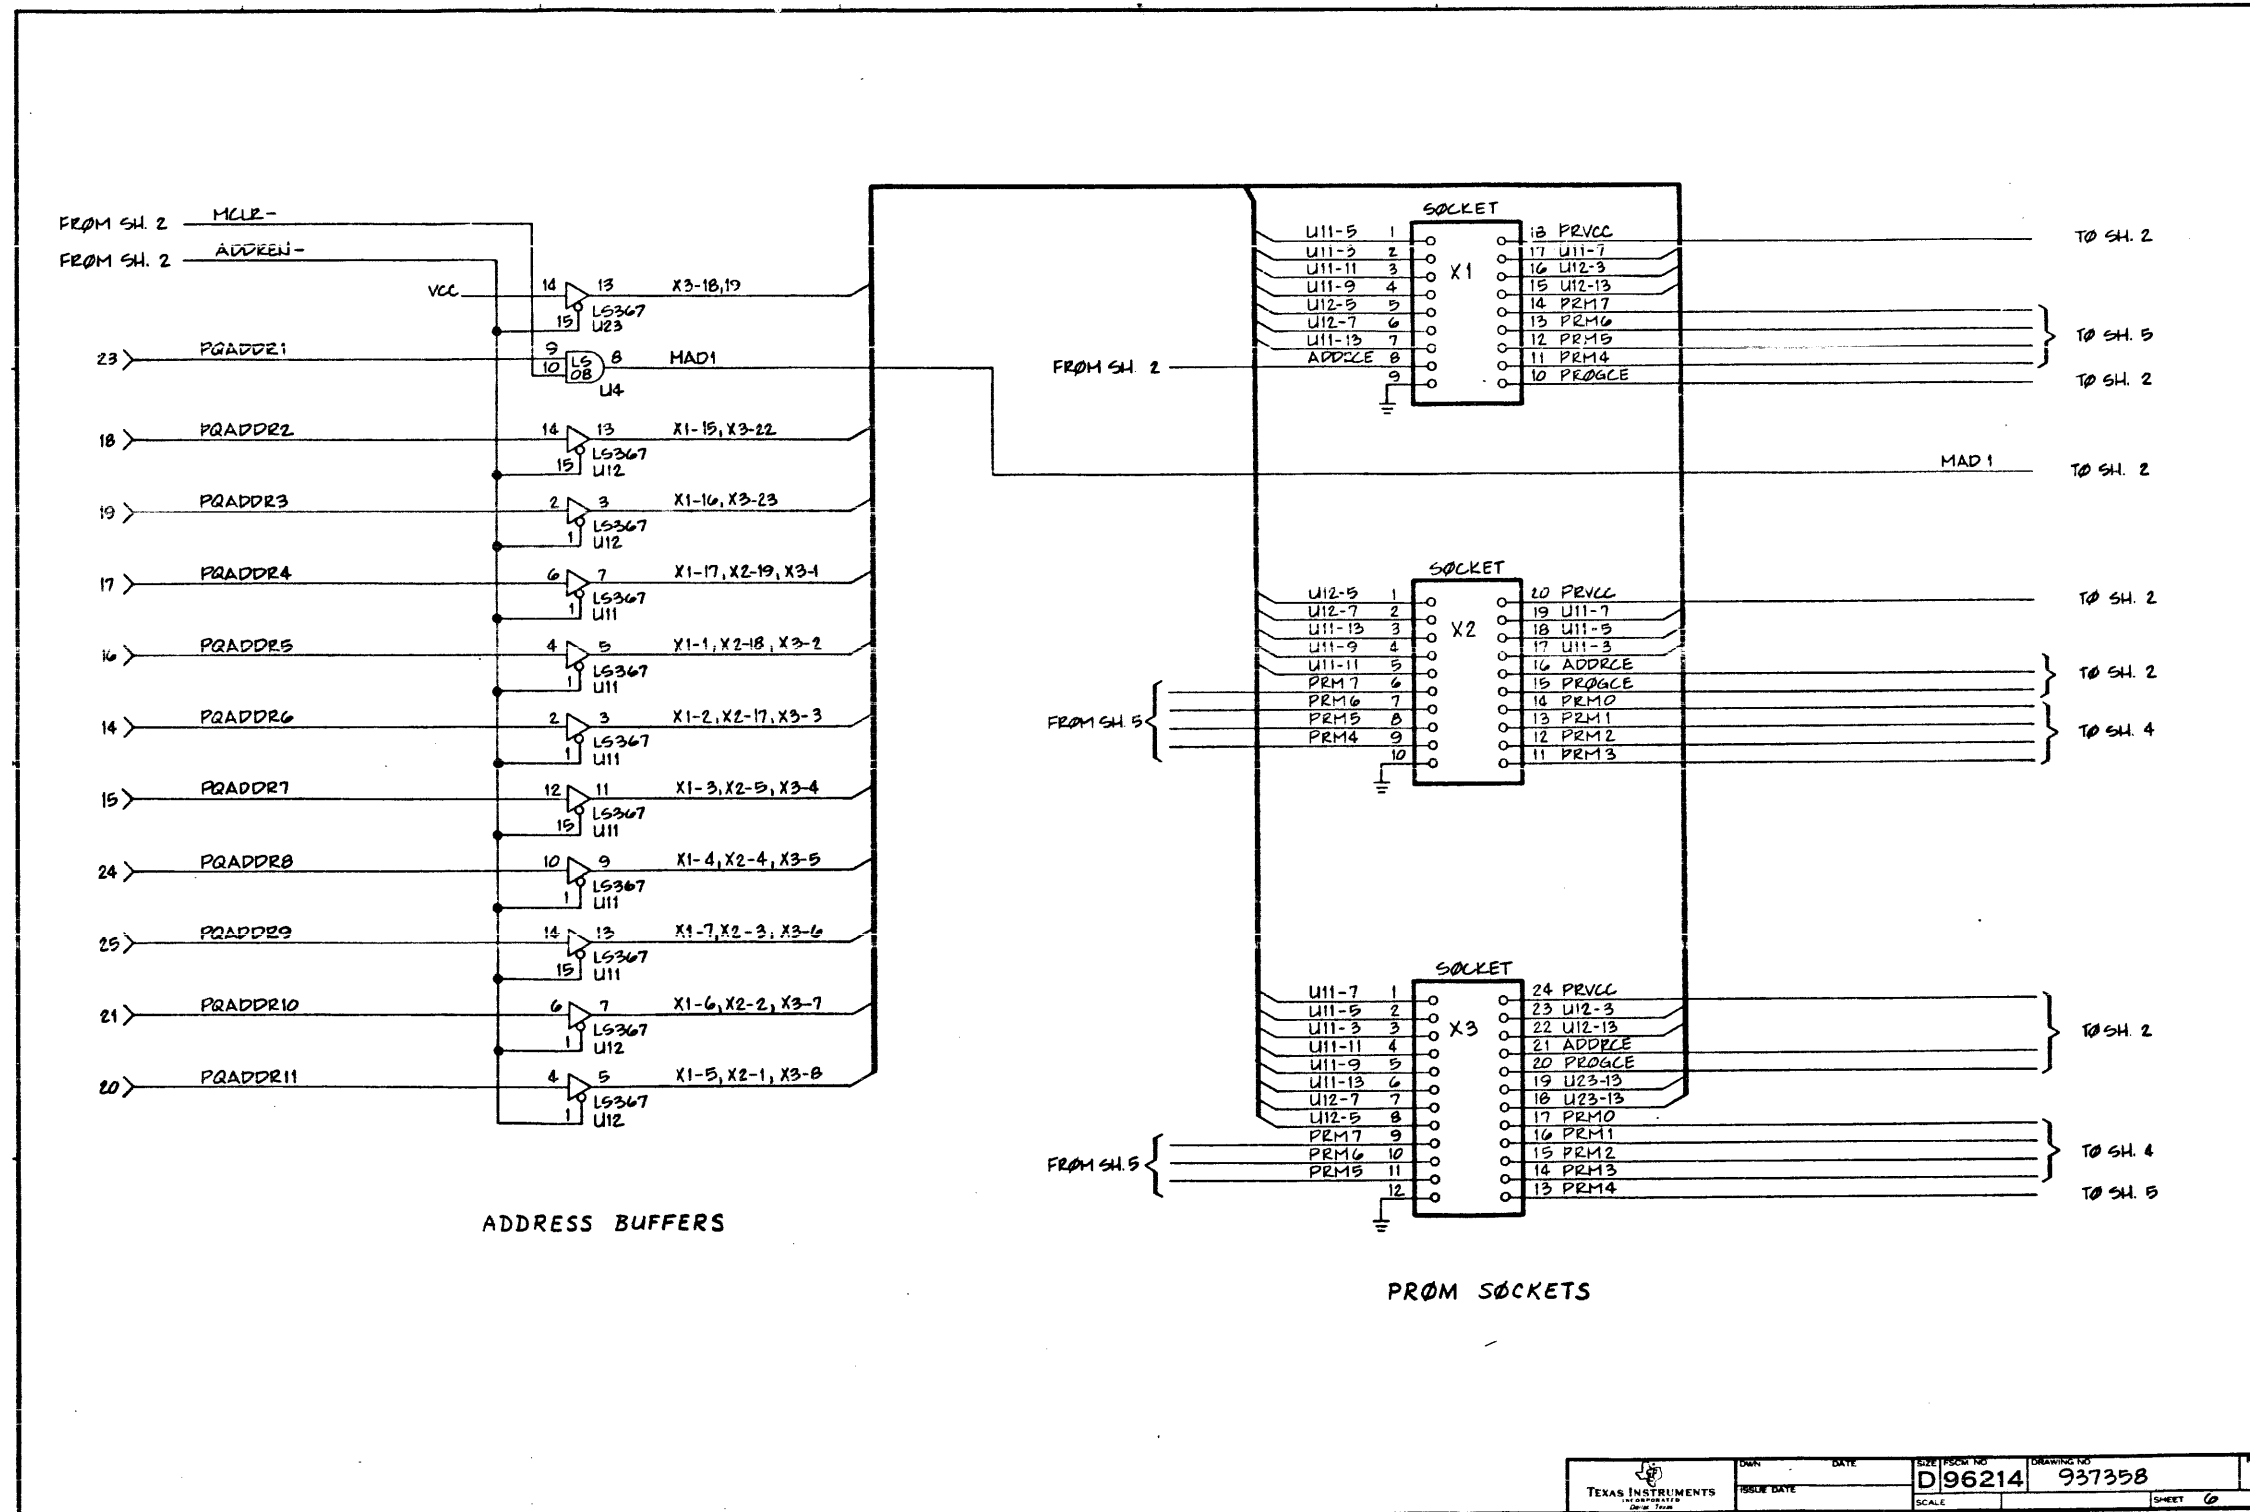 FRØM SH. 2 MCLR-
FRØM SH. 2 ADDREN-
VCC 14 13 X3-18,19
15 LS367
U23
23 PQADDR1 9 8 MAD1
10 LS
08
U4
18 PQADDR2 14 13 X1-15, X3-22
15 LS367
U12
19 PQADDR3 2 3 X1-16, X3-23
1 LS367
U12
17 PQADDR4 6 7 X1-17, X2-19, X3-1
1 LS367
U11
16 PQADDR5 4 5 X1-1, X2-18, X3-2
1 LS367
U11
14 PQADDR6 2 3 X1-2, X2-17, X3-3
1 LS367
U11
15 PQADDR7 12 11 X1-3, X2-5, X3-4
15 LS367
U11
24 PQADDR8 10 9 X1-4, X2-4, X3-5
1 LS367
U11
25 PQADDR9 14 13 X1-7, X2-3, X3-6
15 LS367
U11
21 PQADDR10 6 7 X1-6, X2-2, X3-7
1 LS367
U12
20 PQADDR11 4 5 X1-5, X2-1, X3-8
1 LS367
U12
ADDRESS BUFFERS
SØCKET
X1
U11-5 1 18 PRVCC TØ SH. 2
U11-3 2 17 U11-7
U11-11 3 16 U12-3
U11-9 4 15 U12-13
U12-5 5 14 PRM7
U12-7 6 13 PRM6
U11-13 7 12 PRM5 TØ SH. 5
FRØM SH. 2 8 11 PRM4
9 10 PRØGCE TØ SH. 2
MAD1 TØ SH. 2
SØCKET
X2
U12-5 1 20 PRVCC TØ SH. 2
U12-7 2 19 U11-7
U11-13 3 18 U11-5
U11-9 4 17 U11-3
U11-11 5 16 ADDRCE TØ SH. 2
PRM7 6 15 PRØGCE
PRM6 7 14 PRM0
FRØM SH. 5 PRM5 8 13 PRM1 TØ SH. 4
PRM4 9 12 PRM2
10 11 PRM3
SØCKET
X3
U11-7 1 24 PRVCC
U11-5 2 23 U12-3
U11-3 3 22 U12-13 TØ SH. 2
U11-11 4 21 ADDRCE
U11-9 5 20 PROGCE
U11-13 6 19 U23-13
U12-7 7 18 U23-13
U12-5 8 17 PRM0
PRM7 9 16 PRM1
FRØM SH. 5 PRM6 10 15 PRM2 TØ SH. 4
PRM5 11 14 PRM3
12 13 PRM4 TØ SH. 5
PRØM SØCKETS
TEXAS INSTRUMENTS
INCORPORATED
Dallas Texas
DWN DATE
ISSUE DATE
SIZE FSCM NO DRAWING NO
D 96214 937358
SCALE SHEET 6